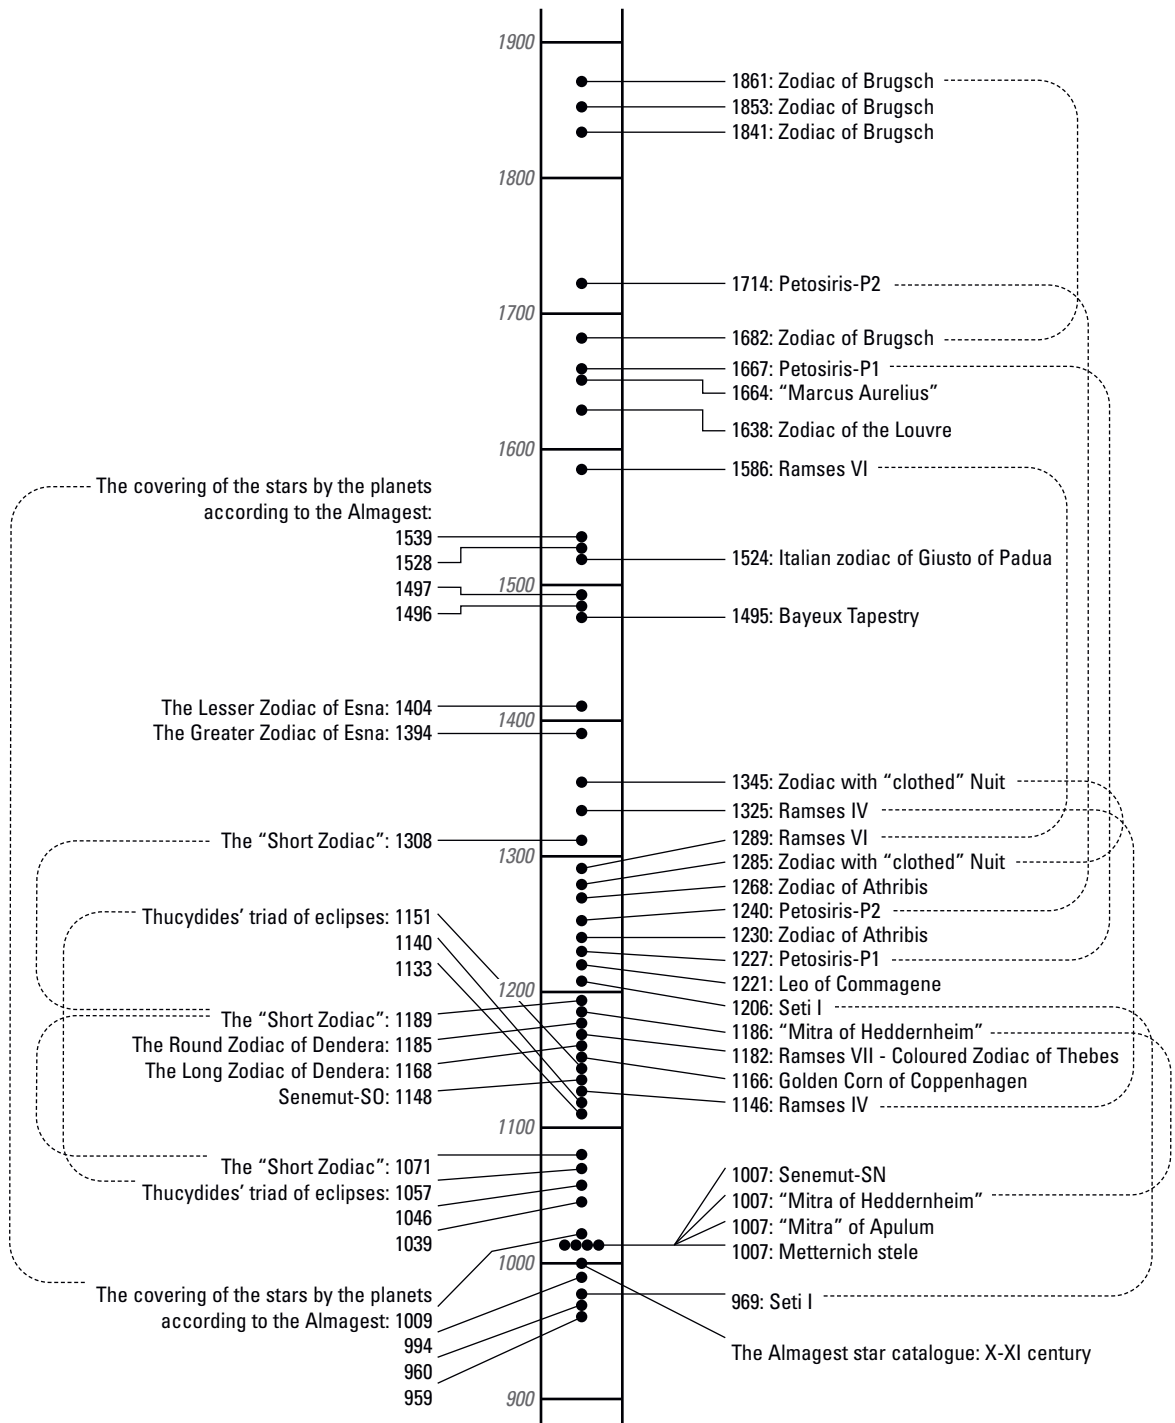 1900
1861: Zodiac of Brugsch
1853: Zodiac of Brugsch
1841: Zodiac of Brugsch
1800
1714: Petosiris-P2
1700
1682: Zodiac of Brugsch
1667: Petosiris-P1
1664: “Marcus Aurelius”
1638: Zodiac of the Louvre
1600
1586: Ramses VI
The covering of the stars by the planets
according to the Almagest:
1539
1528
1524: Italian zodiac of Giusto of Padua
1497
1500
1496
1495: Bayeux Tapestry
The Lesser Zodiac of Esna: 1404
1400
The Greater Zodiac of Esna: 1394
1345: Zodiac with “clothed” Nuit
1325: Ramses IV
The “Short Zodiac”: 1308
1289: Ramses VI
1300
1285: Zodiac with “clothed” Nuit
1268: Zodiac of Athribis
Thucydides’ triad of eclipses: 1151
1240: Petosiris-P2
1140
1230: Zodiac of Athribis
1133
1227: Petosiris-P1
1221: Leo of Commagene
1200
1206: Seti I
The “Short Zodiac”: 1189
1186: “Mitra of Heddernheim”
The Round Zodiac of Dendera: 1185
1182: Ramses VII - Coloured Zodiac of Thebes
The Long Zodiac of Dendera: 1168
1166: Golden Corn of Coppenhagen
Senemut-SO: 1148
1146: Ramses IV
1100
The “Short Zodiac”: 1071
1007: Senemut-SN
Thucydides’ triad of eclipses: 1057
1007: “Mitra of Heddernheim”
1046
1007: “Mitra” of Apulum
1039
1007: Metternich stele
1000
The covering of the stars by the planets
according to the Almagest: 1009
969: Seti I
994
The Almagest star catalogue: X-XI century
960
959
900